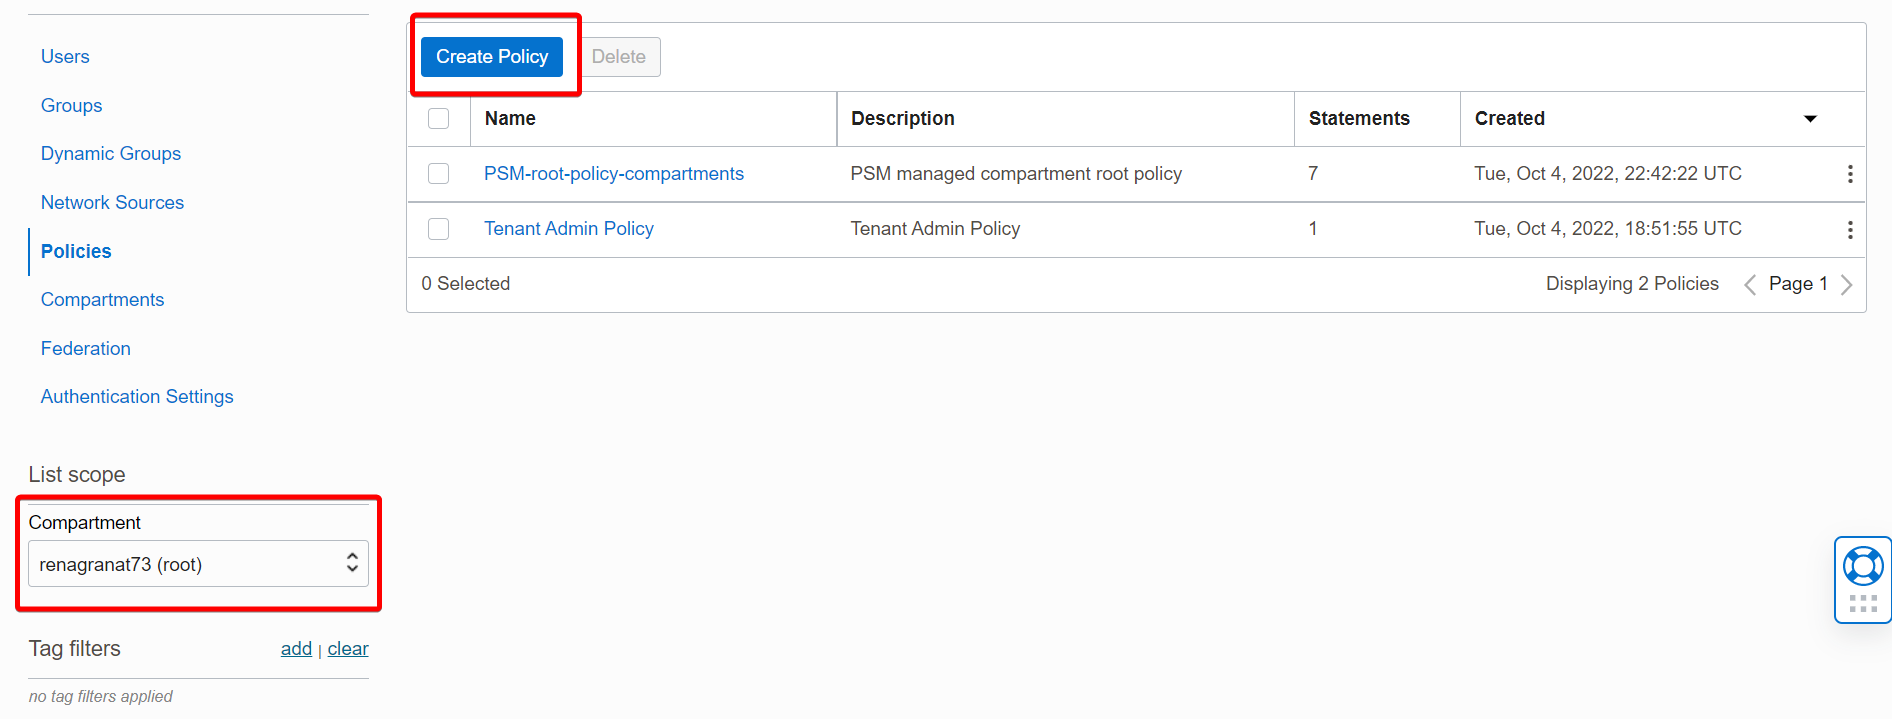 Users
Groups
Dynamic Groups
Network Sources
Policies
Compartments
Federation
Authentication Settings
List scope
Compartment
renagranat73 (root)
Tag filters add | clear
no tag filters applied
Create Policy Delete
Name Description Statements Created
PSM-root-policy-compartments PSM managed compartment root policy 7 Tue, Oct 4, 2022, 22:42:22 UTC
Tenant Admin Policy Tenant Admin Policy 1 Tue, Oct 4, 2022, 18:51:55 UTC
0 Selected Displaying 2 Policies Page 1